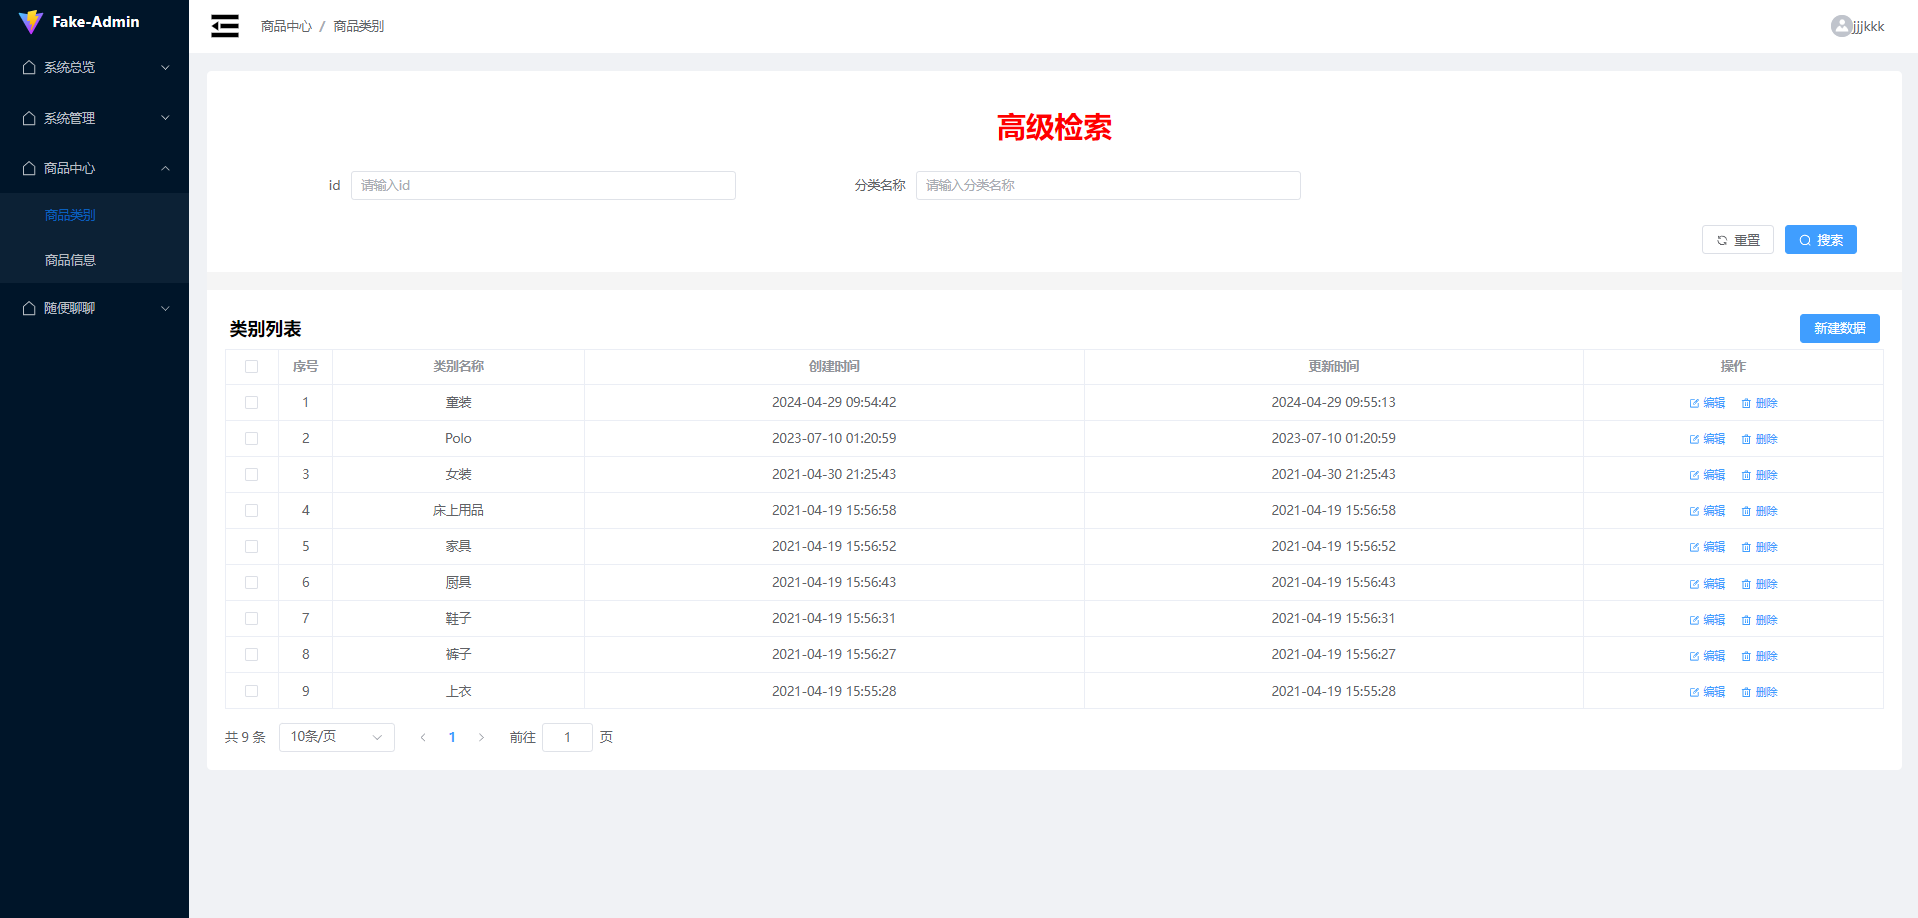 Fake-Admin
系统总览
系统管理
商品中心
商品类别
商品信息
随便聊聊
商品中心 / 商品类别
jjjkkk
高级检索
id 请输入id 分类名称 请输入分类名称
重置 搜索
类别列表 新建数据
序号 类别名称 创建时间 更新时间 操作
1 童装 2024-04-29 09:54:42 2024-04-29 09:55:13 编辑 删除
2 Polo 2023-07-10 01:20:59 2023-07-10 01:20:59 编辑 删除
3 女装 2021-04-30 21:25:43 2021-04-30 21:25:43 编辑 删除
4 床上用品 2021-04-19 15:56:58 2021-04-19 15:56:58 编辑 删除
5 家具 2021-04-19 15:56:52 2021-04-19 15:56:52 编辑 删除
6 厨具 2021-04-19 15:56:43 2021-04-19 15:56:43 编辑 删除
7 鞋子 2021-04-19 15:56:31 2021-04-19 15:56:31 编辑 删除
8 裤子 2021-04-19 15:56:27 2021-04-19 15:56:27 编辑 删除
9 上衣 2021-04-19 15:55:28 2021-04-19 15:55:28 编辑 删除
共 9 条 10条/页 1 前往 1 页